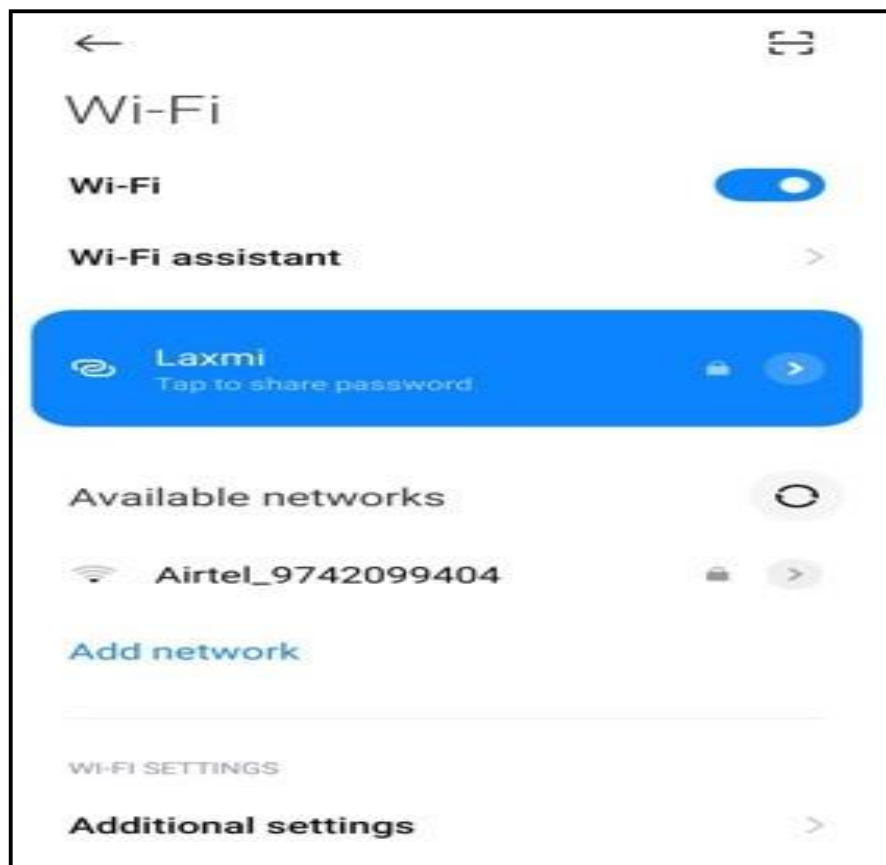 Wi-Fi
Wi-Fi
Wi-Fi assistant
Laxmi
Tap to share password
Available networks
Airtel_9742099404
Add network
WI-FI SETTINGS
Additional settings